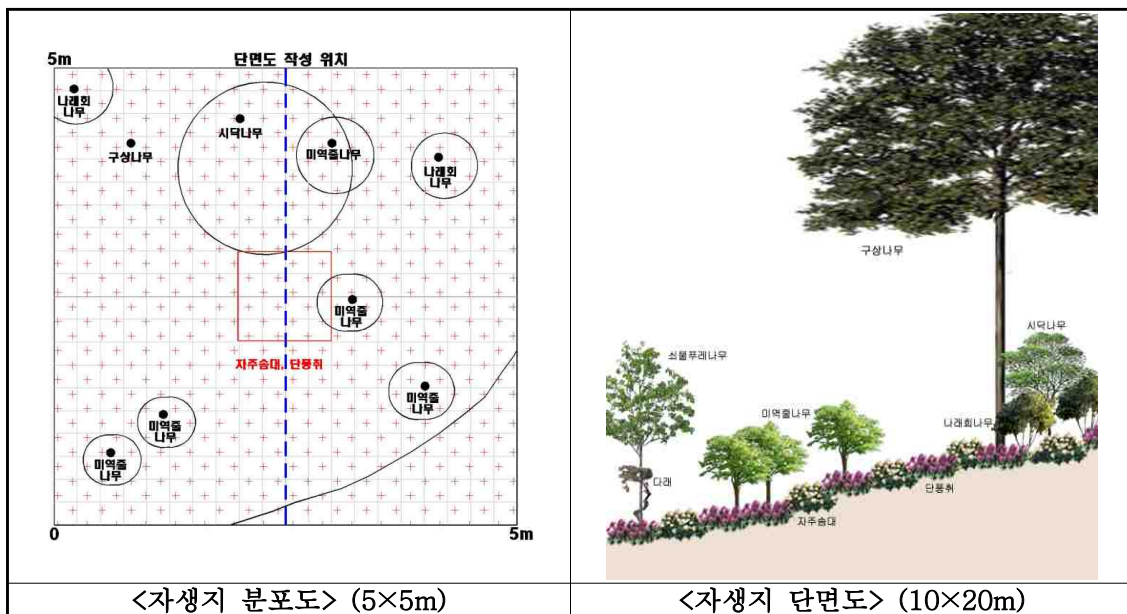 5m
단면도 작성 위치
나래회
나무
시닥나무
구상나무
미역줄나무
나래회
나무
미역줄
나무
자주솜대, 단풍취
미역줄
나무
미역줄
나무
미역줄
나무
0
5m
<자생지 분포도> (5×5m)
구상나무
시닥나무
쇠물푸레나무
미역줄나무
나래회나무
다래
단풍취
자주솜대
<자생지 단면도> (10×20m)